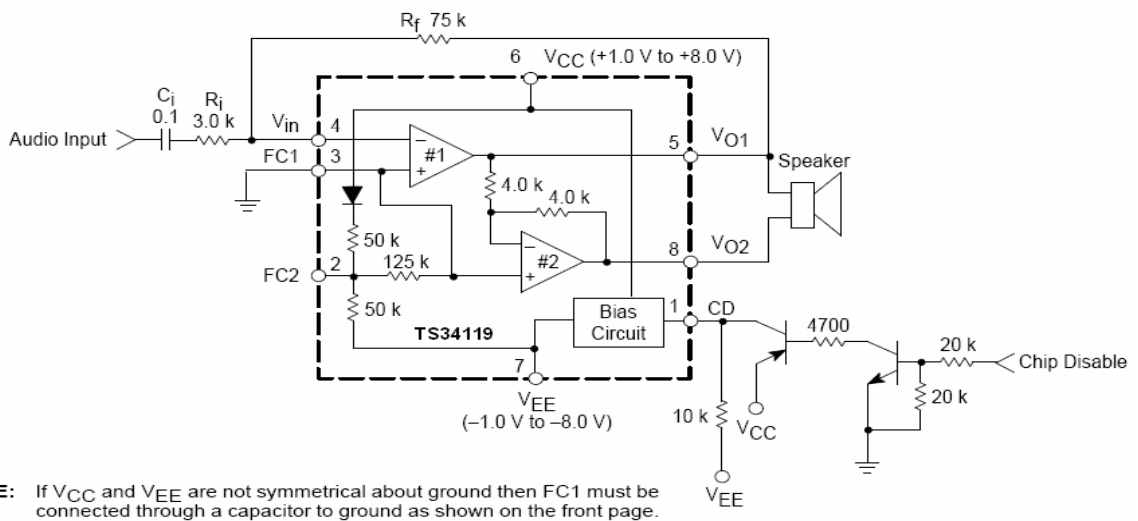 Rf 75 k
6 VCC (+1.0 V to +8.0 V)
Ci
0.1
Ri
3.0 k
Audio Input
Vin
4
FC1
3
#1
−
+
5
VO1
Speaker
4.0 k
4.0 k
50 k
125 k
FC2
2
−
#2
+
8
VO2
50 k
TS34119
Bias
Circuit
1
CD
4700
20 k
Chip Disable
20 k
7
VEE
(–1.0 V to –8.0 V)
10 k
VCC
VEE
E: If VCC and VEE are not symmetrical about ground then FC1 must be
connected through a capacitor to ground as shown on the front page.